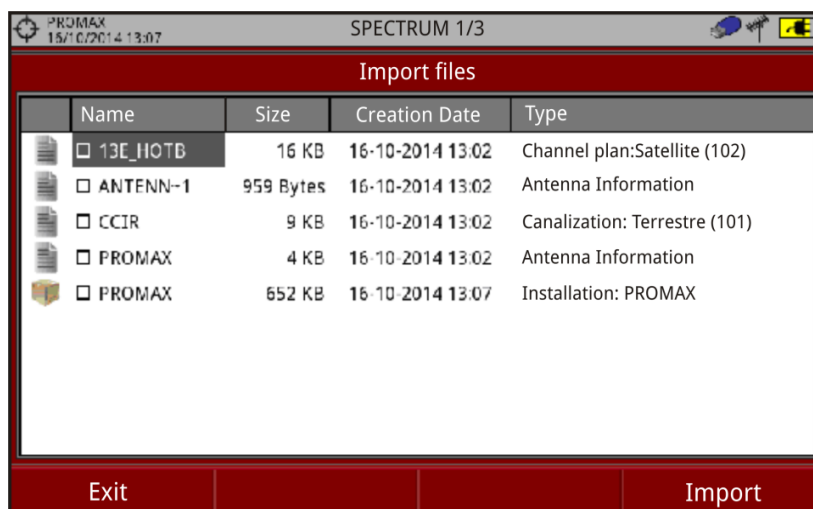 PROMAX
16/10/2014 13:07
SPECTRUM 1/3
Import files
Name Size Creation Date Type
13E_HOTB 16 KB 16-10-2014 13:02 Channel plan:Satellite (102)
ANTENN~1 959 Bytes 16-10-2014 13:02 Antenna Information
CCIR 9 KB 16-10-2014 13:02 Canalization: Terrestre (101)
PROMAX 4 KB 16-10-2014 13:02 Antenna Information
PROMAX 652 KB 16-10-2014 13:07 Installation: PROMAX
Exit Import